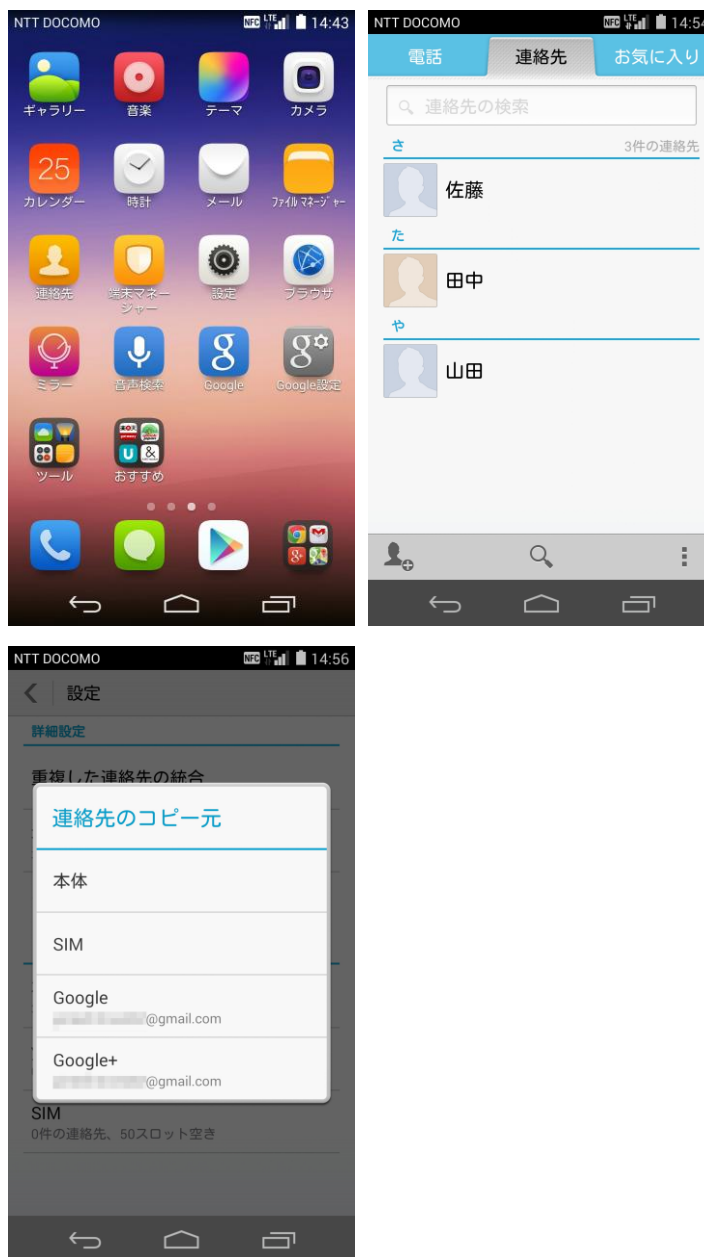 NTT DOCOMO NFC LTE 14:43
ギャラリー 音楽 テーマ カメラ
25
カレンダー 時計 メール ファイル マネージャー
連絡先 端末マネージャー 設定 ブラウザ
ミラー 音声検索 Google Google設定
ツール おすすめ
NTT DOCOMO NFC LTE 14:54
電話 連絡先 お気に入り
連絡先の検索
さ 3件の連絡先
佐藤
た
田中
や
山田
NTT DOCOMO NFC LTE 14:56
設定
詳細設定
重複した連絡先の統合
連絡先のコピー元
本体
SIM
Google
@gmail.com
Google+
@gmail.com
SIM
0件の連絡先、50スロット空き